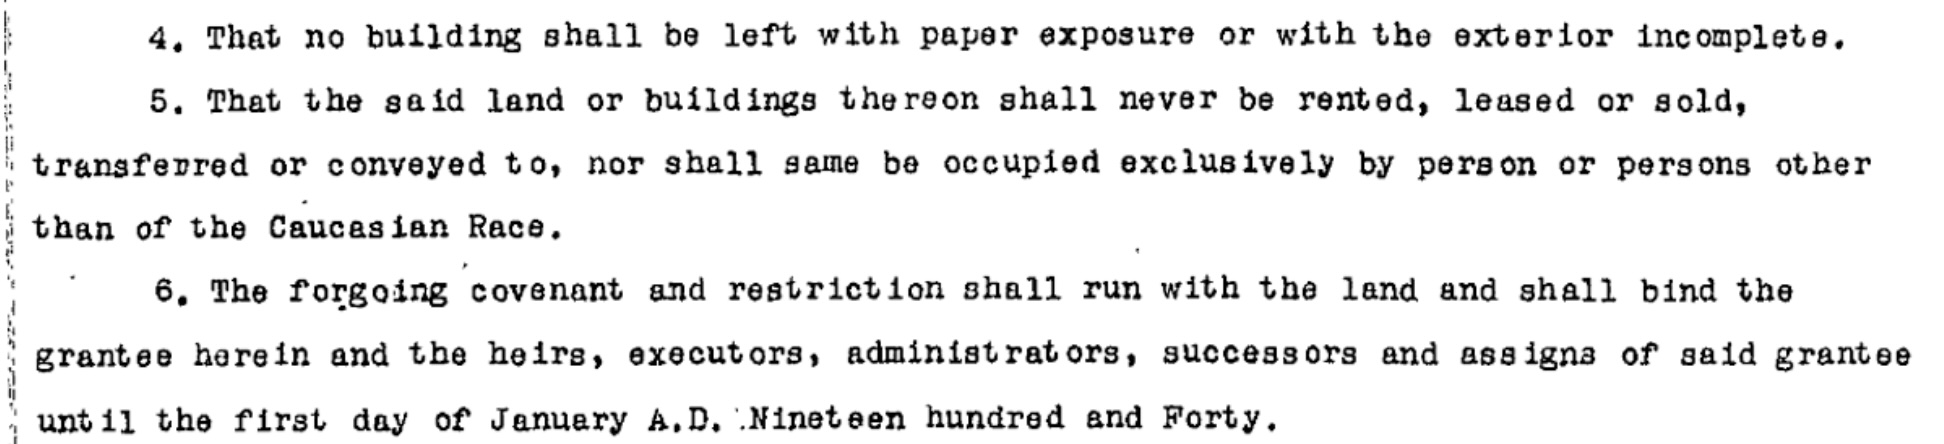 4. That no building shall be left with paper exposure or with the exterior incomplete.
5. That the said land or buildings thereon shall never be rented, leased or sold,
transferred or conveyed to, nor shall same be occupied exclusively by person or persons other
than of the Caucasian Race.
6. The forgoing covenant and restriction shall run with the land and shall bind the
grantee herein and the heirs, executors, administrators, successors and assigns of said grantee
until the first day of January A.D. Nineteen hundred and Forty.